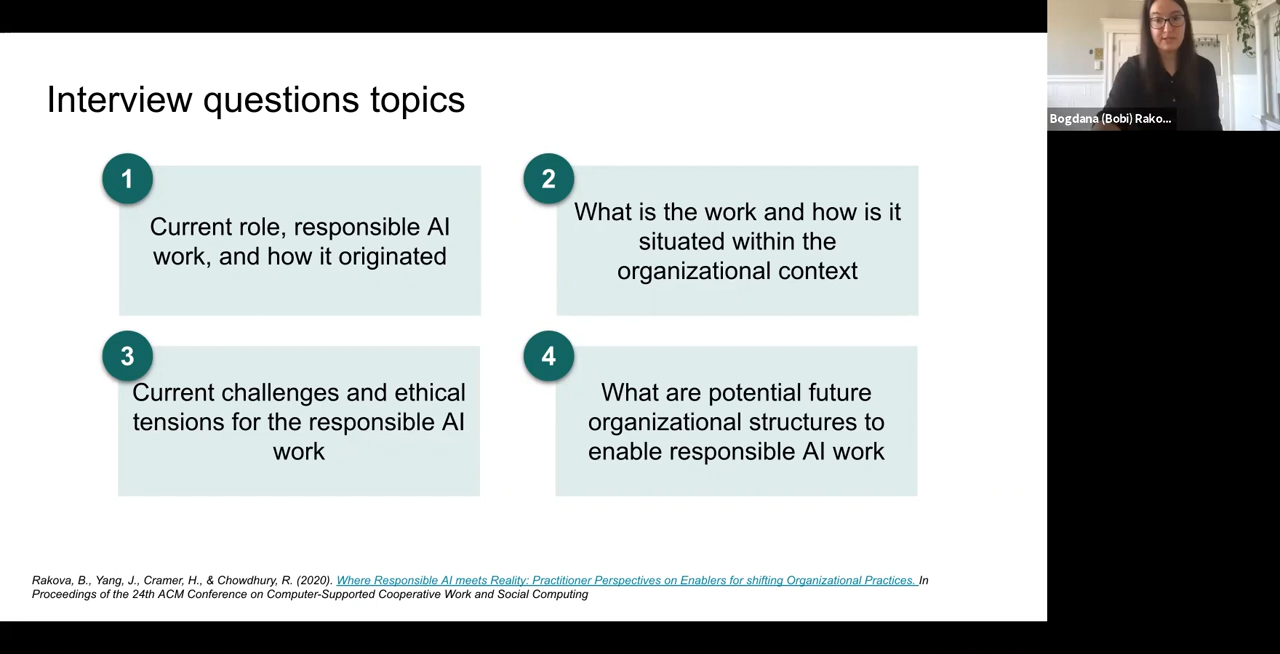 Interview questions topics
Bogdana (Bobi) Rako...
1
Current role, responsible AI
work, and how it originated
2
What is the work and how is it
situated within the
organizational context
3
Current challenges and ethical
tensions for the responsible AI
work
4
What are potential future
organizational structures to
enable responsible AI work
Rakova, B., Yang, J., Cramer, H., & Chowdhury, R. (2020). Where Responsible AI meets Reality: Practitioner Perspectives on Enablers for shifting Organizational Practices. In
Proceedings of the 24th ACM Conference on Computer-Supported Cooperative Work and Social Computing